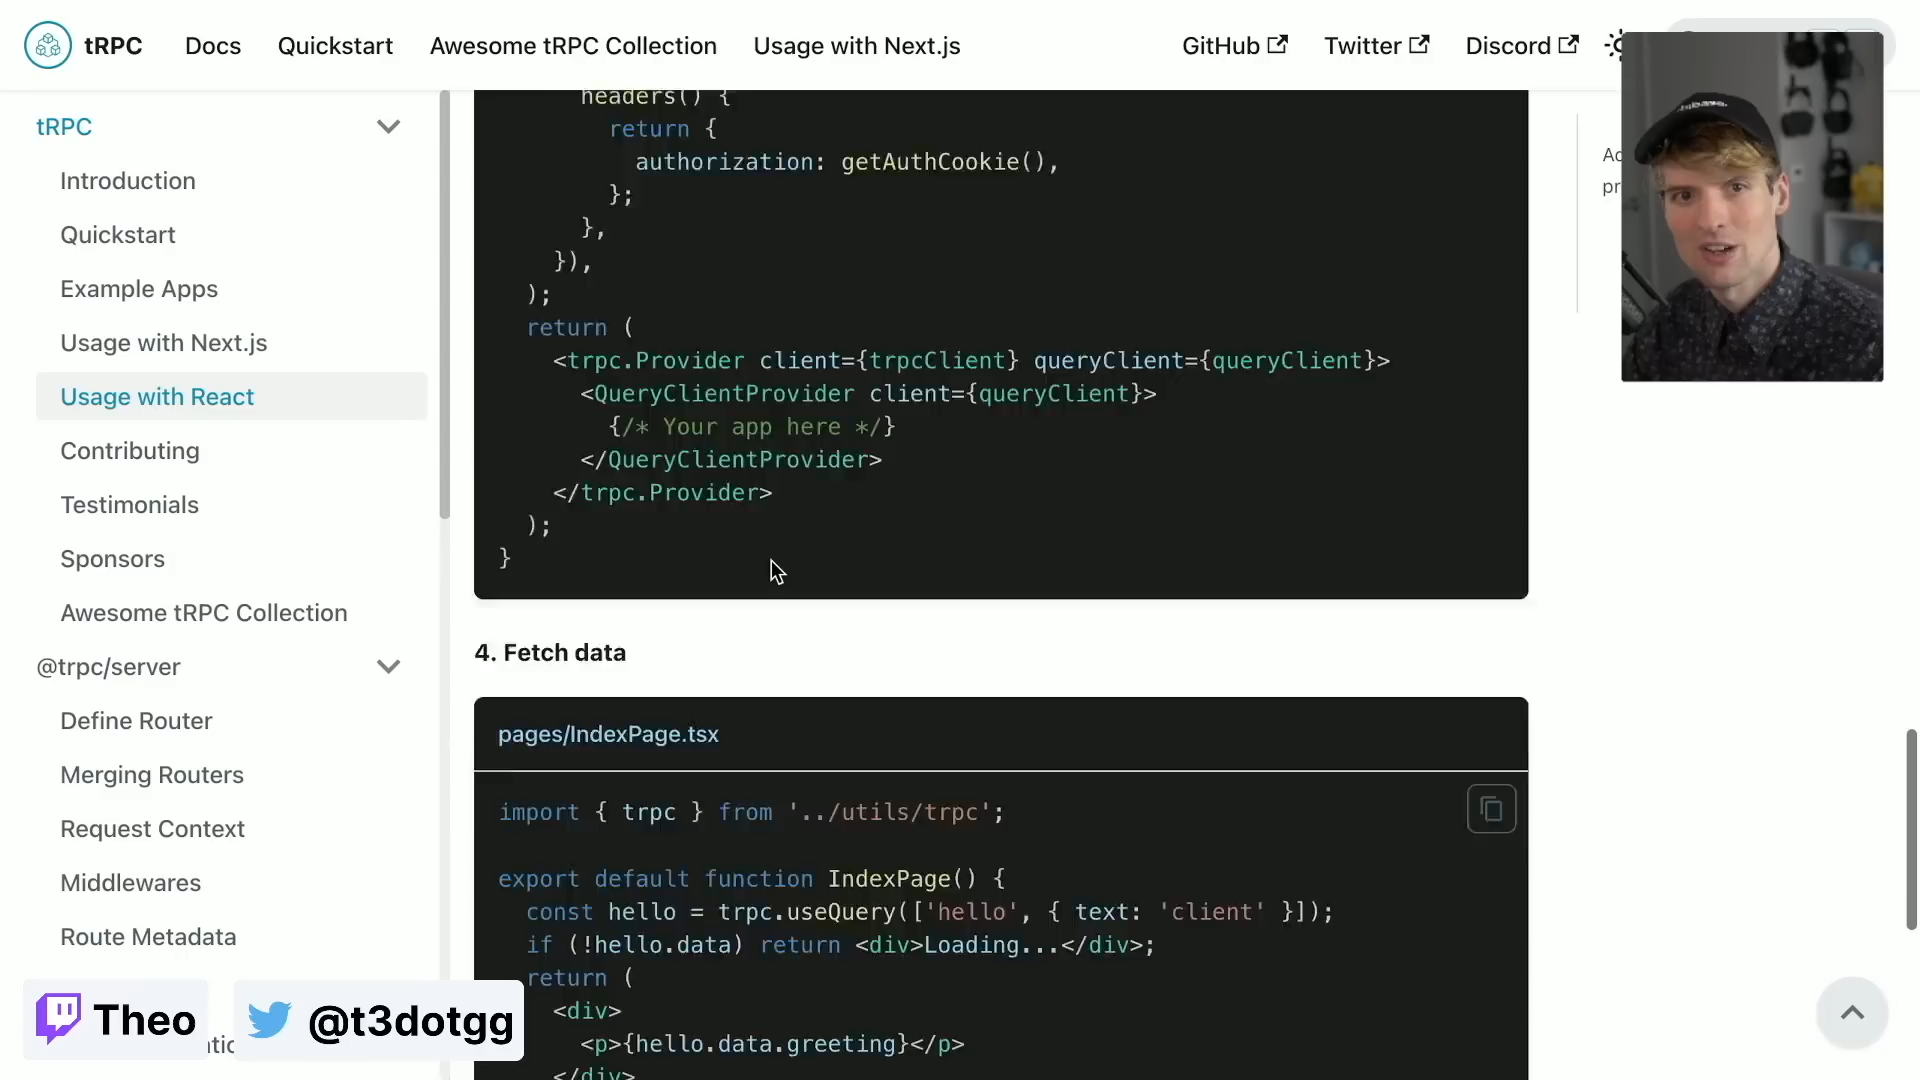 tRPC
Docs
Quickstart
Awesome tRPC Collection
Usage with Next.js
GitHub
Twitter
Discord
tRPC
Introduction
Quickstart
Example Apps
Usage with Next.js
Usage with React
Contributing
Testimonials
Sponsors
Awesome tRPC Collection
@trpc/server
Define Router
Merging Routers
Request Context
Middlewares
Route Metadata
headers() {
return {
authorization: getAuthCookie(),
};
},
}),
);
return (
<trpc.Provider client={trpcClient} queryClient={queryClient}>
<QueryClientProvider client={queryClient}>
{/* Your app here */}
</QueryClientProvider>
</trpc.Provider>
);
}
4. Fetch data
pages/IndexPage.tsx
import { trpc } from '../utils/trpc';
export default function IndexPage() {
const hello = trpc.useQuery(['hello', { text: 'client' }]);
if (!hello.data) return <div>Loading...</div>;
return (
<div>
<p>{hello.data.greeting}</p>
</div>
Theo
@t3dotgg